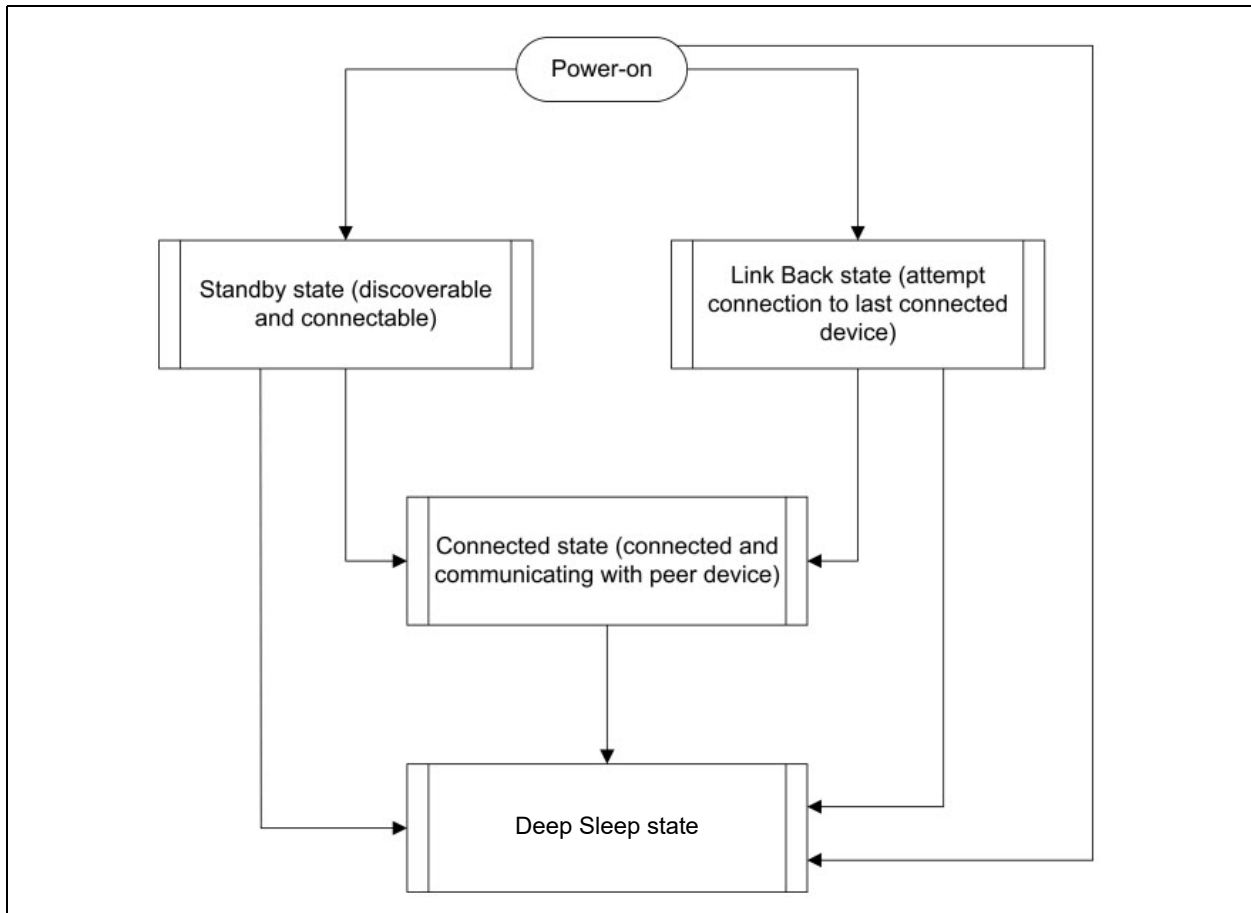 Power-on
Standby state (discoverable
and connectable)
Link Back state (attempt
connection to last connected
device)
Connected state (connected and
communicating with peer device)
Deep Sleep state